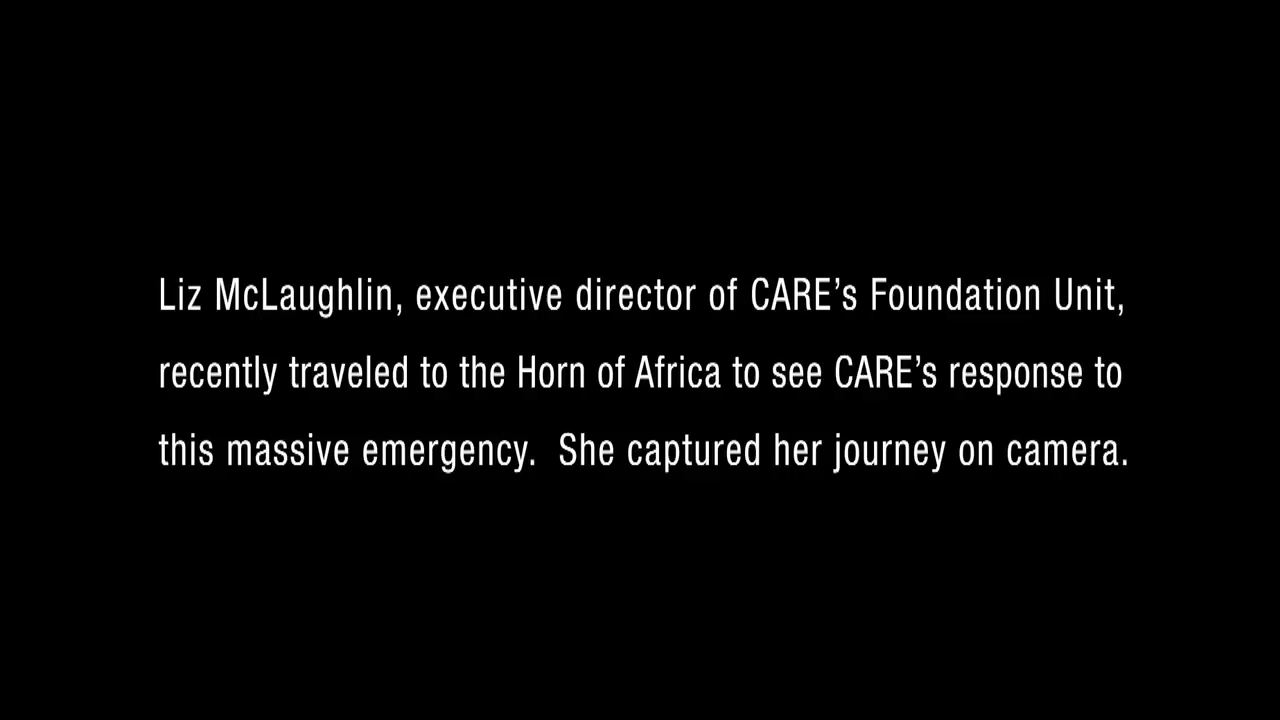 Liz McLaughlin, executive director of CARE’s Foundation Unit,
recently traveled to the Horn of Africa to see CARE’s response to
this massive emergency.  She captured her journey on camera.